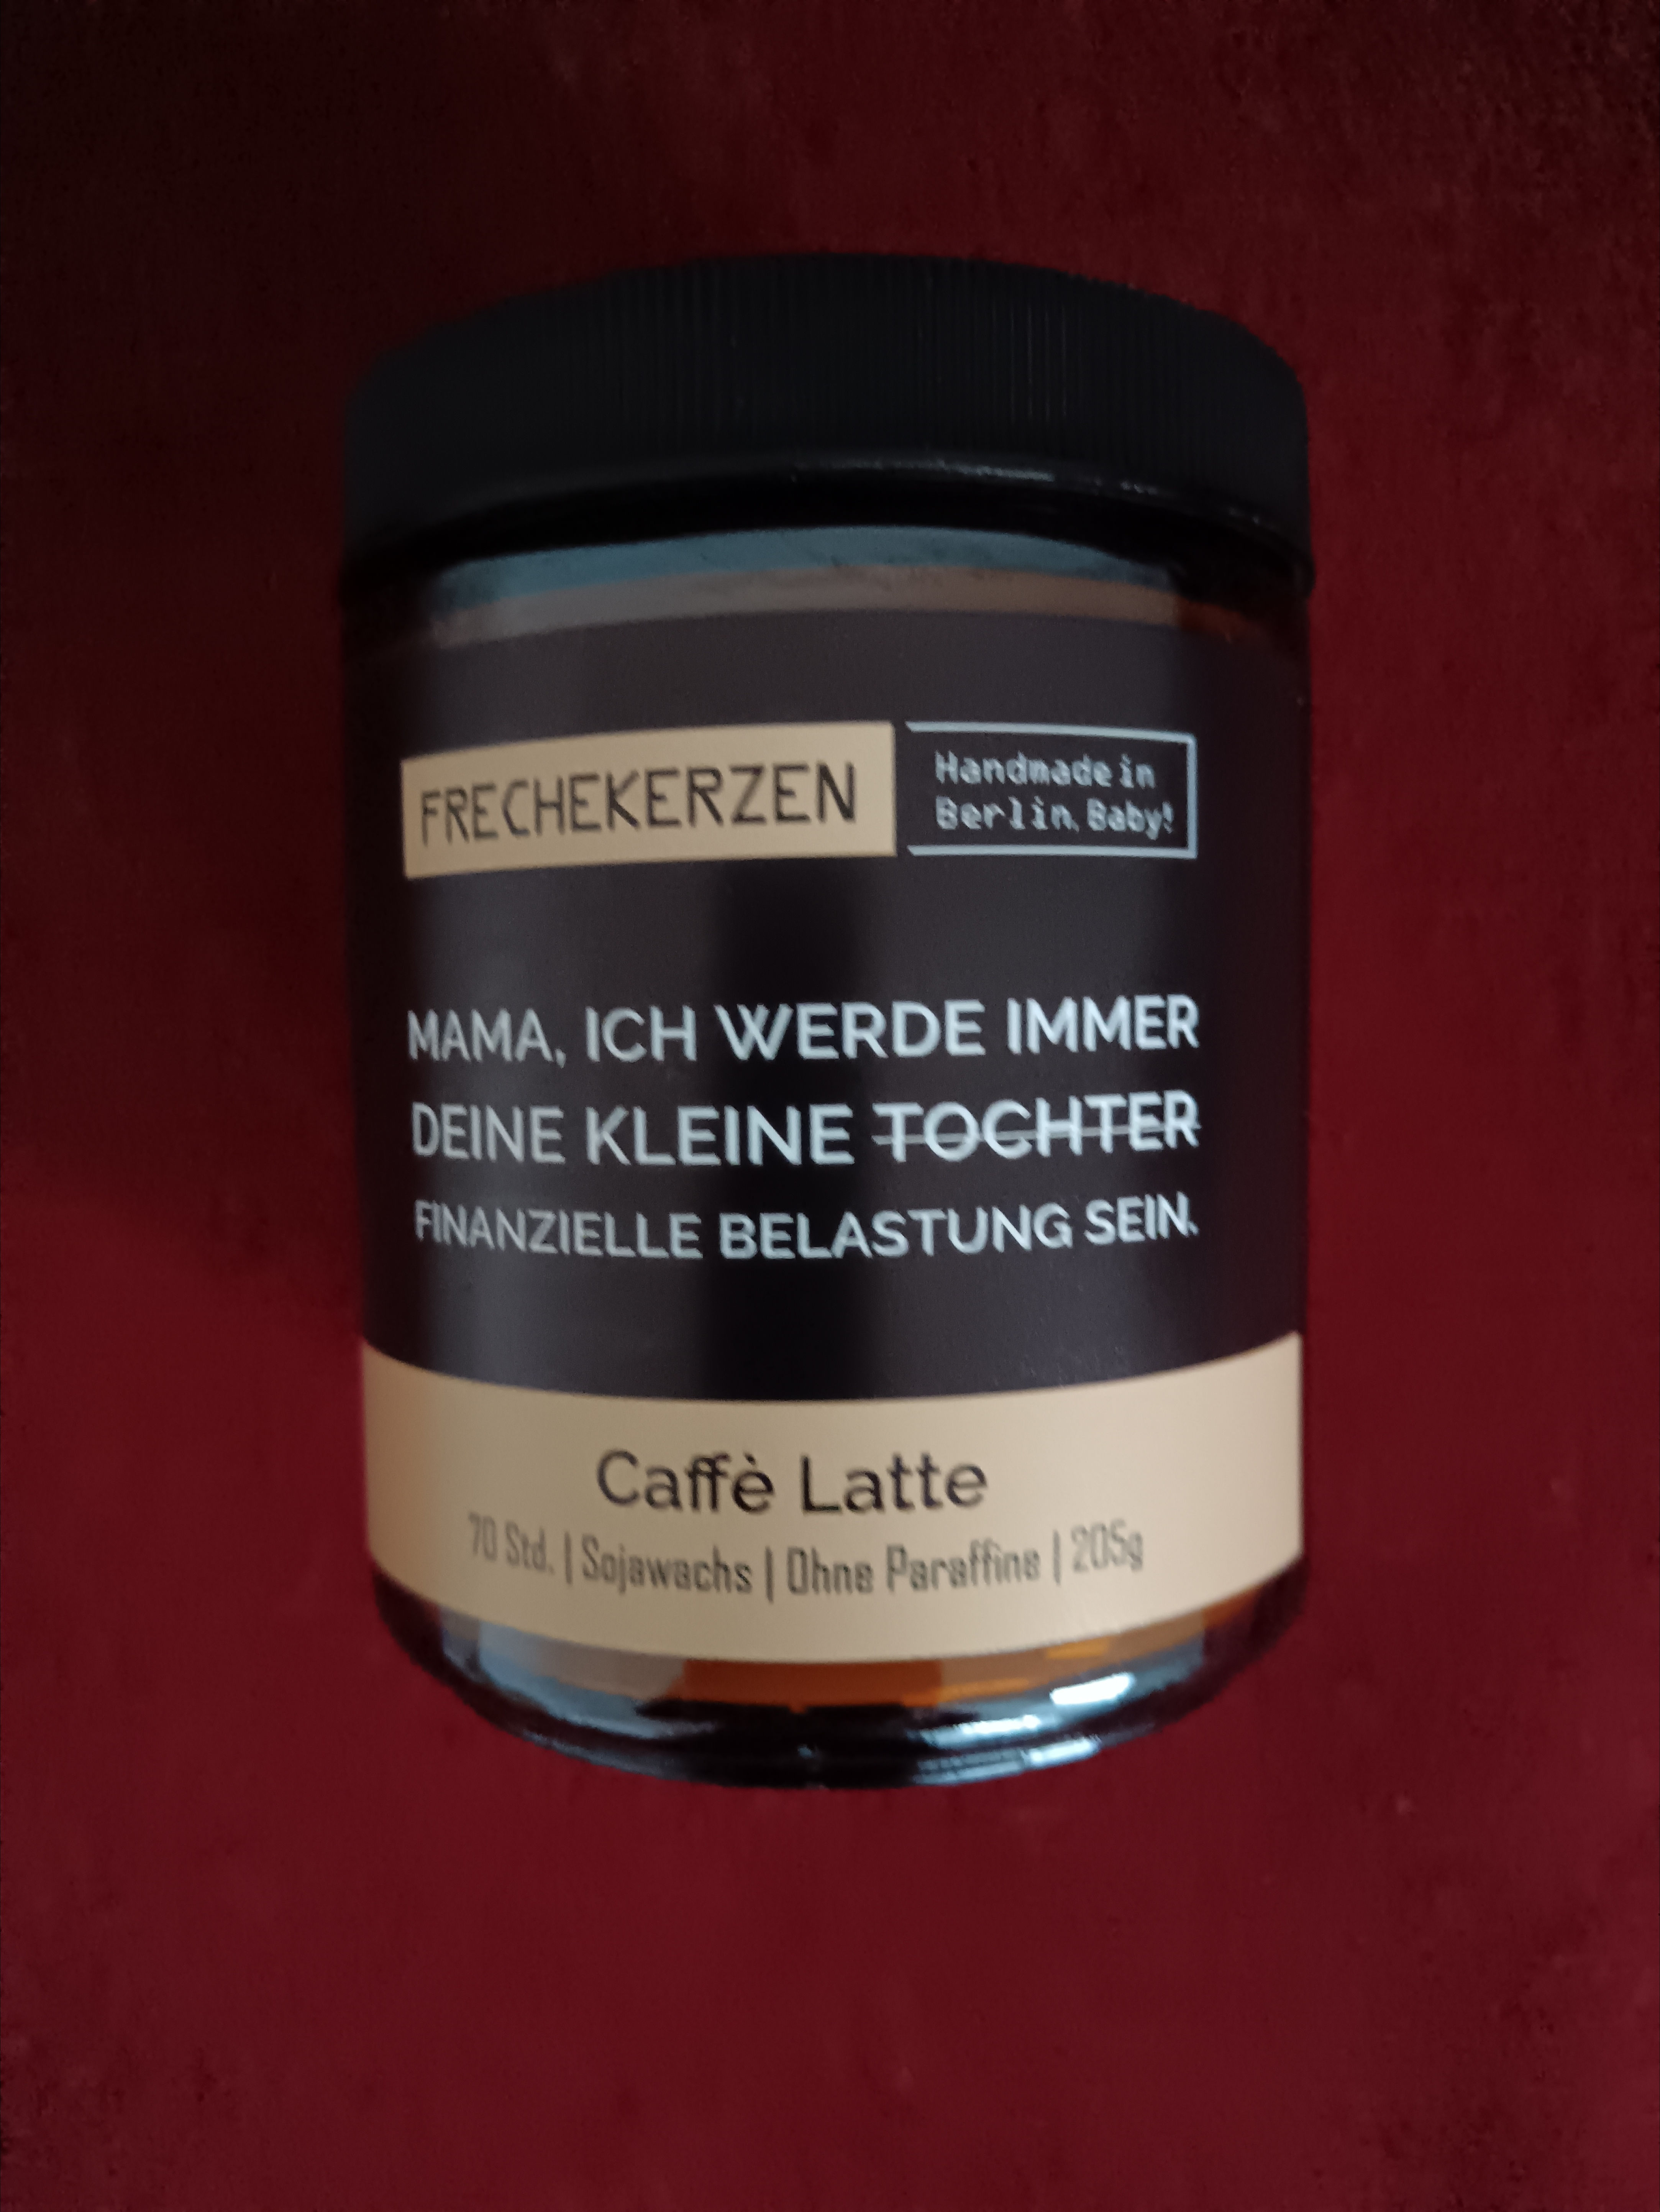 FRECHEKERZEN
Handmade in
Berlin, Baby!
MAMA, ICH WERDE IMMER
DEINE KLEINE TOCHTER
FINANZIELLE BELASTUNG SEIN.
Caffè Latte
70 Std. | Sojawachs | Ohne Paraffine | 205g